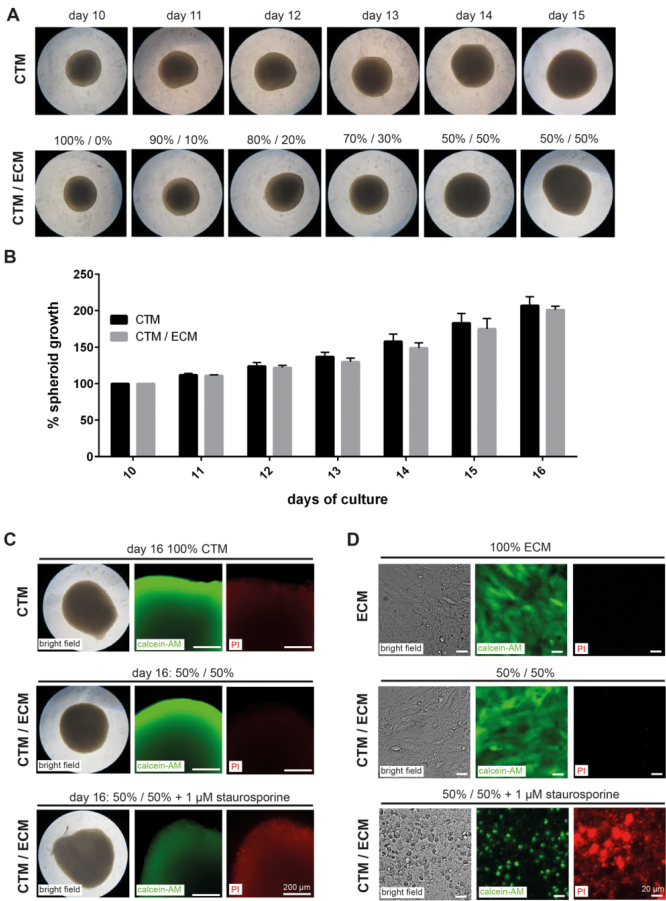 A
day 10 day 11 day 12 day 13 day 14 day 15
CTM
100% / 0% 90% / 10% 80% / 20% 70% / 30% 50% / 50% 50% / 50%
CTM / ECM
B
% spheroid growth
250
200
150
100
50
0
CTM
CTM / ECM
10 11 12 13 14 15 16
days of culture
C
day 16 100% CTM
CTM
bright field calcein-AM PI
day 16: 50% / 50%
CTM / ECM
bright field calcein-AM PI
day 16: 50% / 50% + 1 µM staurosporine
CTM / ECM
bright field calcein-AM PI 200 µm
D
100% ECM
ECM
bright field calcein-AM PI
50% / 50%
CTM / ECM
bright field calcein-AM PI
50% / 50% + 1 µM staurosporine
CTM / ECM
bright field calcein-AM PI 20 µm